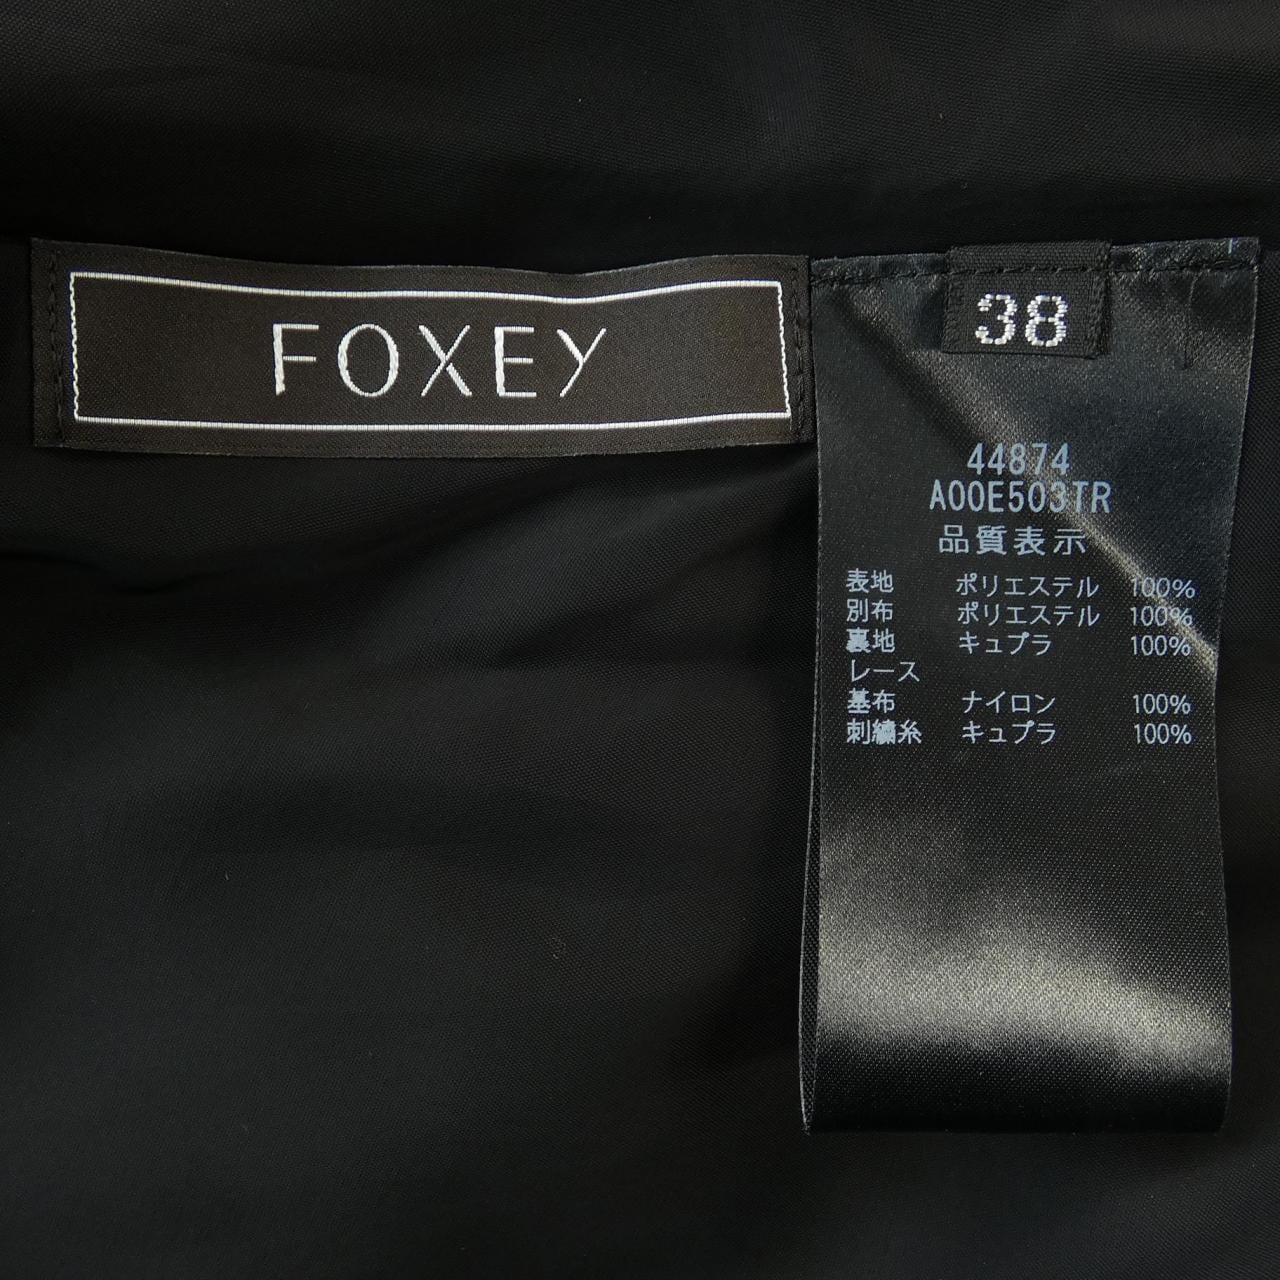 FOXEY
38
44874
A00E503TR
品質表示
表地 ポリエステル 100%
別布 ポリエステル 100%
裏地 キュプラ 100%
レース
基布 ナイロン 100%
刺繍糸 キュプラ 100%